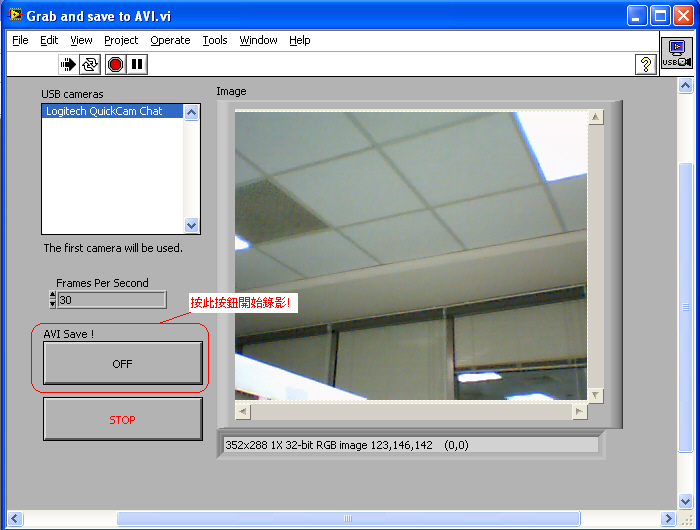 Grab and save to AVI.vi
File Edit View Project Operate Tools Window Help
USB
USB cameras
Image
Logitech QuickCam Chat
The first camera will be used.
Frames Per Second
30
按此按鈕開始錄影!
AVI Save !
OFF
STOP
352x288 1X 32-bit RGB image 123,146,142 (0,0)